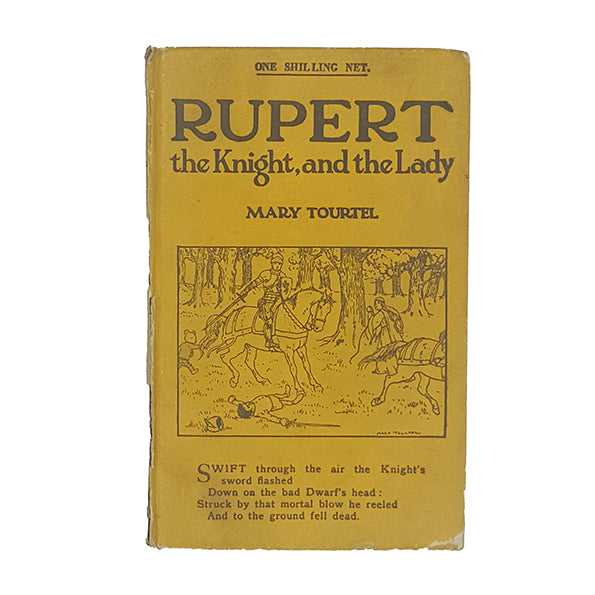 ONE SHILLING NET.
RUPERT
the Knight, and the Lady
MARY TOURTEL
MARY TOURTEL
SWIFT through the air the Knight's
sword flashed
Down on the bad Dwarf's head:
Struck by that mortal blow he reeled
And to the ground fell dead.